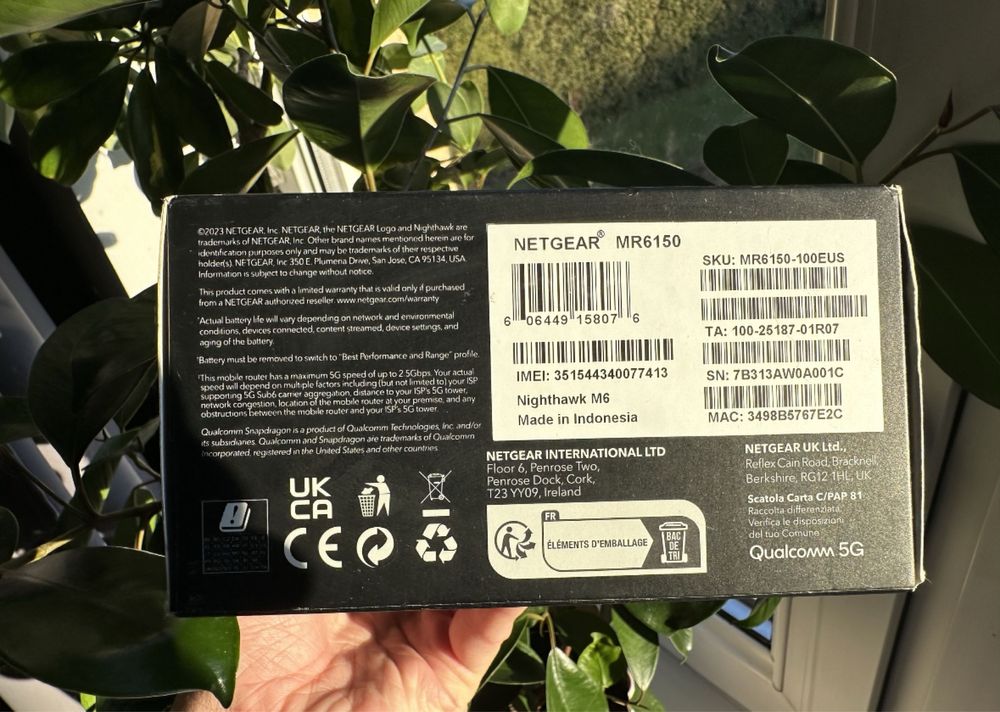 ©2023 NETGEAR, Inc. NETGEAR, the NETGEAR Logo and Nighthawk are
trademarks of NETGEAR, Inc. Other brand names mentioned herein are for
identification purposes only and may be trademarks of their respective
holder(s). NETGEAR, Inc. 350 E. Plumeria Drive, San Jose, CA 95134, USA.
Information is subject to change without notice.
This product comes with a limited warranty that is valid only if purchased
from a NETGEAR authorized reseller. www.netgear.com/warranty
Actual battery life will vary depending on network and environmental
conditions, devices connected, content streamed, device settings, and
aging of the battery.
Battery must be removed to switch to "Best Performance and Range" profile.
This mobile router has a maximum 5G speed of up to 2.5Gbps. Your actual
speed will depend on multiple factors including (but not limited to) your ISP
supporting 5G Sub6 carrier aggregation, distance to your ISP's 5G tower,
network congestion, location of the mobile router at your premise, and any
obstructions between the mobile router and your ISP's 5G tower.
Qualcomm Snapdragon is a product of Qualcomm Technologies, Inc. and/or
its subsidiaries. Qualcomm and Snapdragon are trademarks of Qualcomm
Incorporated, registered in the United States and other countries.
UK
CA
CE
NETGEAR® MR6150
6 06449 15807 6
IMEI: 351544340077413
Nighthawk M6
Made in Indonesia
SKU: MR6150-100EUS
TA: 100-25187-01R07
SN: 7B313AW0A001C
MAC: 3498B5767E2C
NETGEAR INTERNATIONAL LTD
Floor 6, Penrose Two,
Penrose Dock, Cork,
T23 YY09, Ireland
FR
ÉLÉMENTS D'EMBALLAGE
BAC
DE
TRI
NETGEAR UK Ltd.,
Reflex Cain Road, Bracknell,
Berkshire, RG12 1HL, UK
Scatola Carta C/PAP 81
Raccolta differenziata.
Verifica le disposizioni
del tuo Comune
Qualcomm 5G